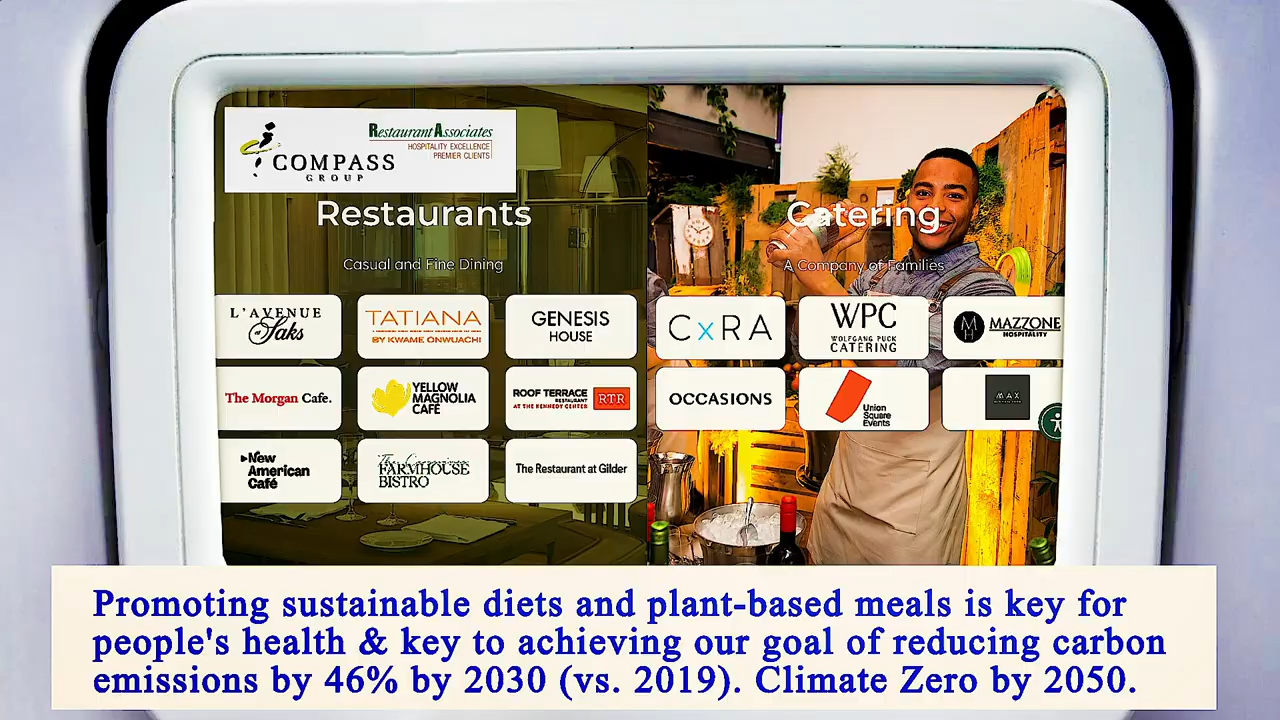 COMPASS
GROUP
Restaurant Associates
HOSPITALITY EXCELLENCE
PREMIER CLIENTS
Restaurants
Casual and Fine Dining
L'AVENUE
Saks
TATIANA
BY KWAME ONWUACHI
GENESIS
HOUSE
The Morgan Cafe.
YELLOW
MAGNOLIA
CAFÉ
ROOF TERRACE
RESTAURANT
AT THE KENNEDY CENTER
RTR
New
American
Café
FARMHOUSE
BISTRO
The Restaurant at Gilder
Catering
A Company of Families
CxRA
WPC
WOLFGANG PUCK
CATERING
MH
MAZZONE
HOSPITALITY
OCCASIONS
Union
Square
Events
MAX
Promoting sustainable diets and plant-based meals is key for
people's health & key to achieving our goal of reducing carbon
emissions by 46% by 2030 (vs. 2019). Climate Zero by 2050.